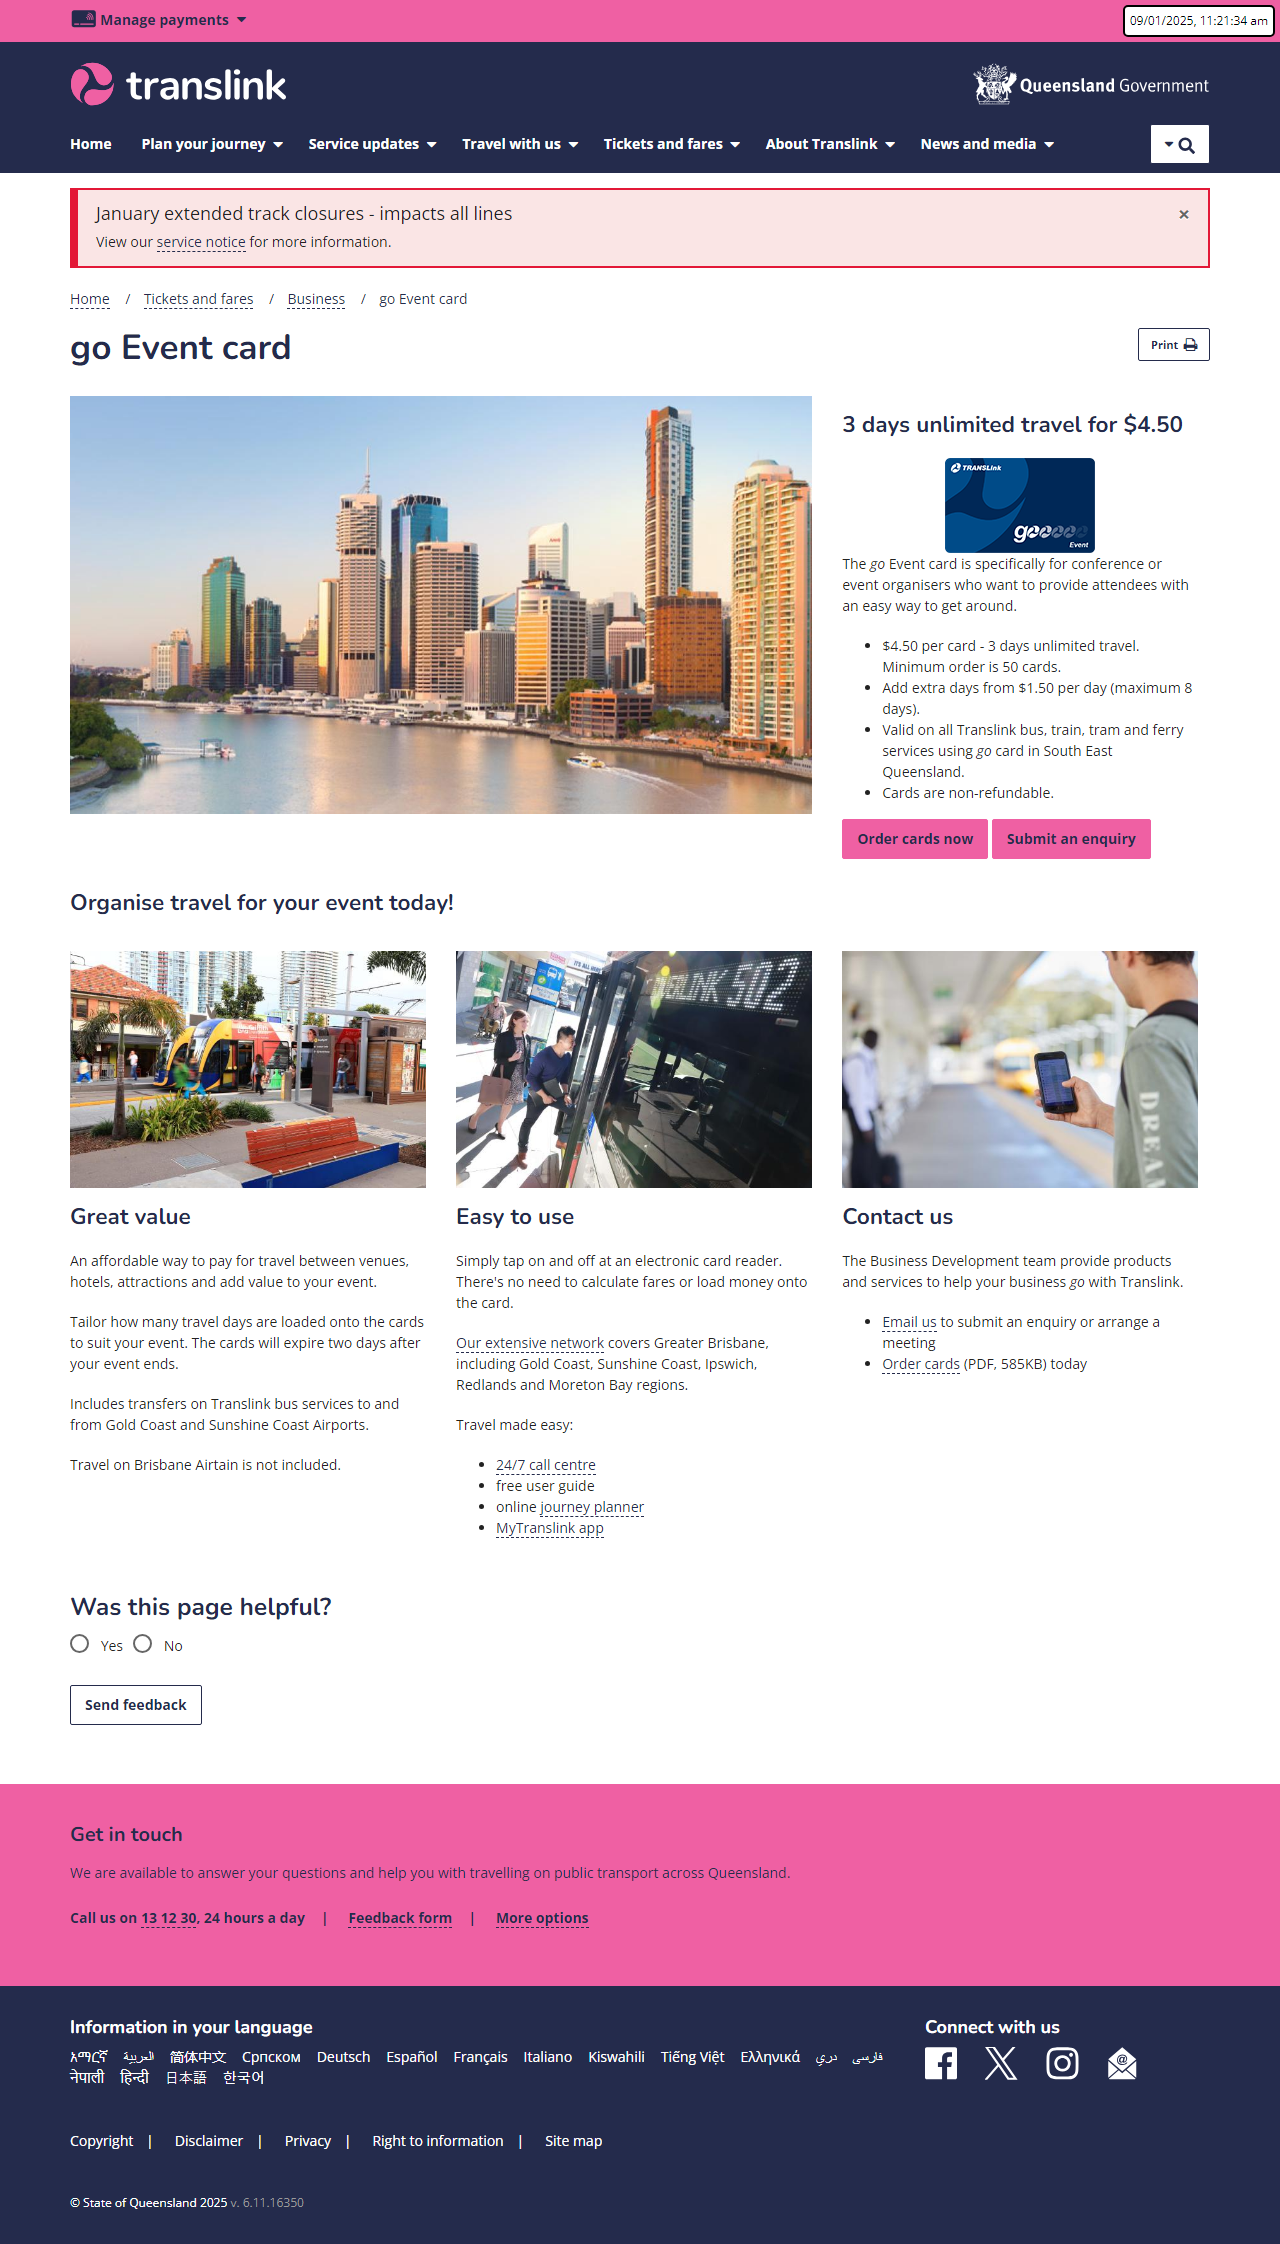 Manage payments
09/01/2025, 11:21:34 am
translink
Queensland Government
Home
Plan your journey
Service updates
Travel with us
Tickets and fares
About Translink
News and media
January extended track closures - impacts all lines
×
View our service notice for more information.
Home / Tickets and fares / Business / go Event card
go Event card
Print
3 days unlimited travel for $4.50
TRANSLink
go
Event
The go Event card is specifically for conference or
event organisers who want to provide attendees with
an easy way to get around.
$4.50 per card - 3 days unlimited travel.
Minimum order is 50 cards.
Add extra days from $1.50 per day (maximum 8
days).
Valid on all Translink bus, train, tram and ferry
services using go card in South East
Queensland.
Cards are non-refundable.
Order cards now
Submit an enquiry
Organise travel for your event today!
502
DREAM
Great value
An affordable way to pay for travel between venues,
hotels, attractions and add value to your event.
Tailor how many travel days are loaded onto the cards
to suit your event. The cards will expire two days after
your event ends.
Includes transfers on Translink bus services to and
from Gold Coast and Sunshine Coast Airports.
Travel on Brisbane Airtain is not included.
Easy to use
Simply tap on and off at an electronic card reader.
There's no need to calculate fares or load money onto
the card.
Our extensive network covers Greater Brisbane,
including Gold Coast, Sunshine Coast, Ipswich,
Redlands and Moreton Bay regions.
Travel made easy:
24/7 call centre
free user guide
online journey planner
MyTranslink app
Contact us
The Business Development team provide products
and services to help your business go with Translink.
Email us to submit an enquiry or arrange a
meeting
Order cards (PDF, 585KB) today
Was this page helpful?
Yes
No
Send feedback
Get in touch
We are available to answer your questions and help you with travelling on public transport across Queensland.
Call us on 13 12 30, 24 hours a day | Feedback form | More options
Information in your language
አማርኛ العربية 简体中文 Српском Deutsch Español Français Italiano Kiswahili Tiếng Việt Ελληνικά دري فارسی
नेपाली हिन्दी 日本語 한국어
Connect with us
Copyright | Disclaimer | Privacy | Right to information | Site map
© State of Queensland 2025 v. 6.11.16350